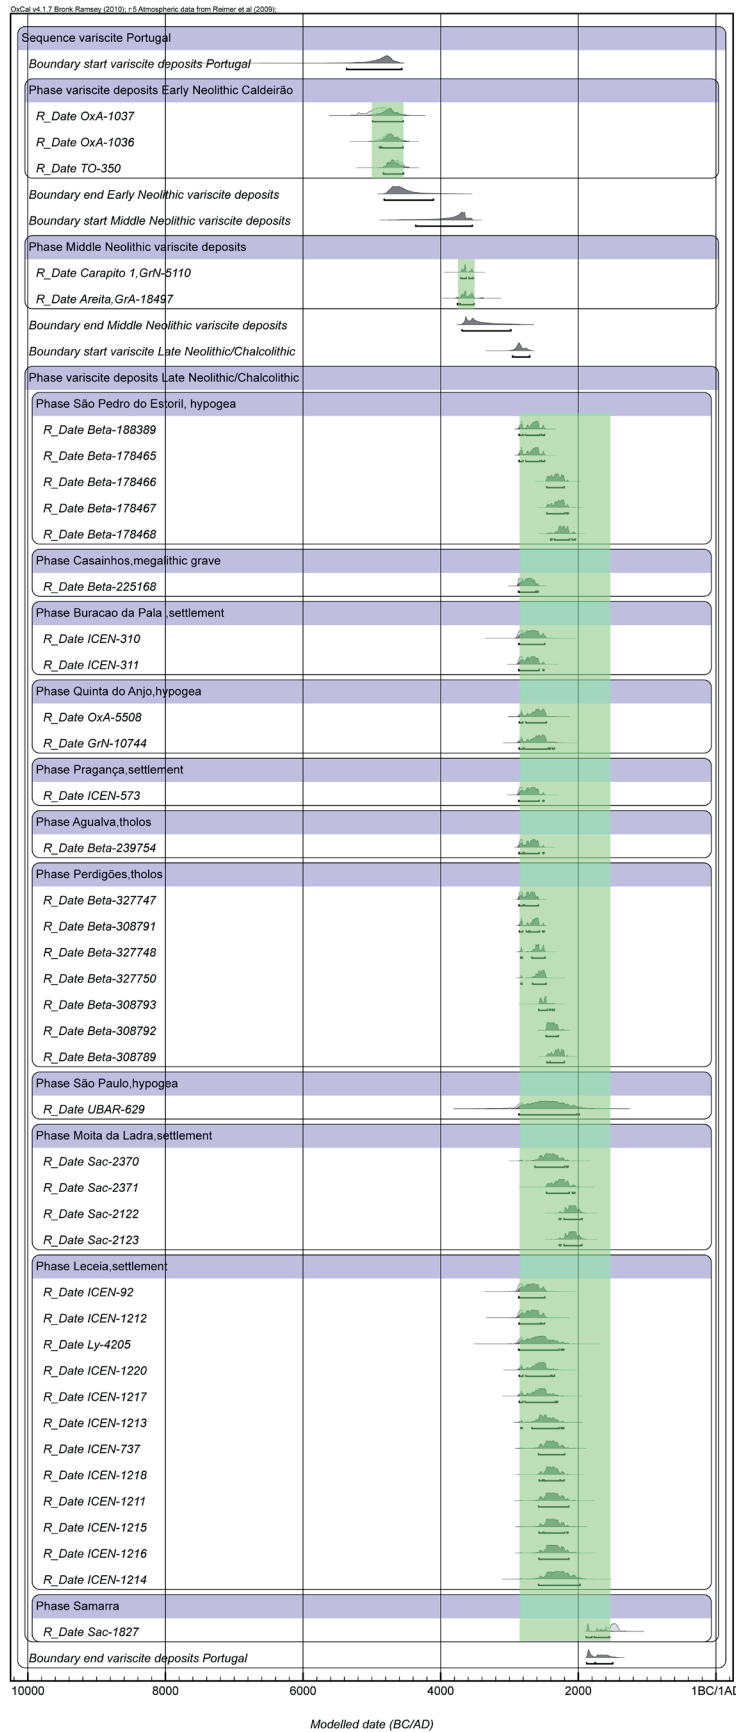 OxCal v4.1.7 Bronk Ramsey (2010); r:5 Atmospheric data from Reimer et al (2009);
Sequence variscite Portugal
Boundary start variscite deposits Portugal
Phase variscite deposits Early Neolithic Caldeirão
R_Date OxA-1037
R_Date OxA-1036
R_Date TO-350
Boundary end Early Neolithic variscite deposits
Boundary start Middle Neolithic variscite deposits
Phase Middle Neolithic variscite deposits
R_Date Carapito 1,GrN-5110
R_Date Areita,GrA-18497
Boundary end Middle Neolithic variscite deposits
Boundary start variscite Late Neolithic/Chalcolithic
Phase variscite deposits Late Neolithic/Chalcolithic
Phase São Pedro do Estoril, hypogea
R_Date Beta-188389
R_Date Beta-178465
R_Date Beta-178466
R_Date Beta-178467
R_Date Beta-178468
Phase Casainhos,megalithic grave
R_Date Beta-225168
Phase Buracao da Pala ,settlement
R_Date ICEN-310
R_Date ICEN-311
Phase Quinta do Anjo,hypogea
R_Date OxA-5508
R_Date GrN-10744
Phase Pragança,settlement
R_Date ICEN-573
Phase Agualva,tholos
R_Date Beta-239754
Phase Perdigões,tholos
R_Date Beta-327747
R_Date Beta-308791
R_Date Beta-327748
R_Date Beta-327750
R_Date Beta-308793
R_Date Beta-308792
R_Date Beta-308789
Phase São Paulo,hypogea
R_Date UBAR-629
Phase Moita da Ladra,settlement
R_Date Sac-2370
R_Date Sac-2371
R_Date Sac-2122
R_Date Sac-2123
Phase Leceia,settlement
R_Date ICEN-92
R_Date ICEN-1212
R_Date Ly-4205
R_Date ICEN-1220
R_Date ICEN-1217
R_Date ICEN-1213
R_Date ICEN-737
R_Date ICEN-1218
R_Date ICEN-1211
R_Date ICEN-1215
R_Date ICEN-1216
R_Date ICEN-1214
Phase Samarra
R_Date Sac-1827
Boundary end variscite deposits Portugal
10000 8000 6000 4000 2000 1BC/1AD
Modelled date (BC/AD)